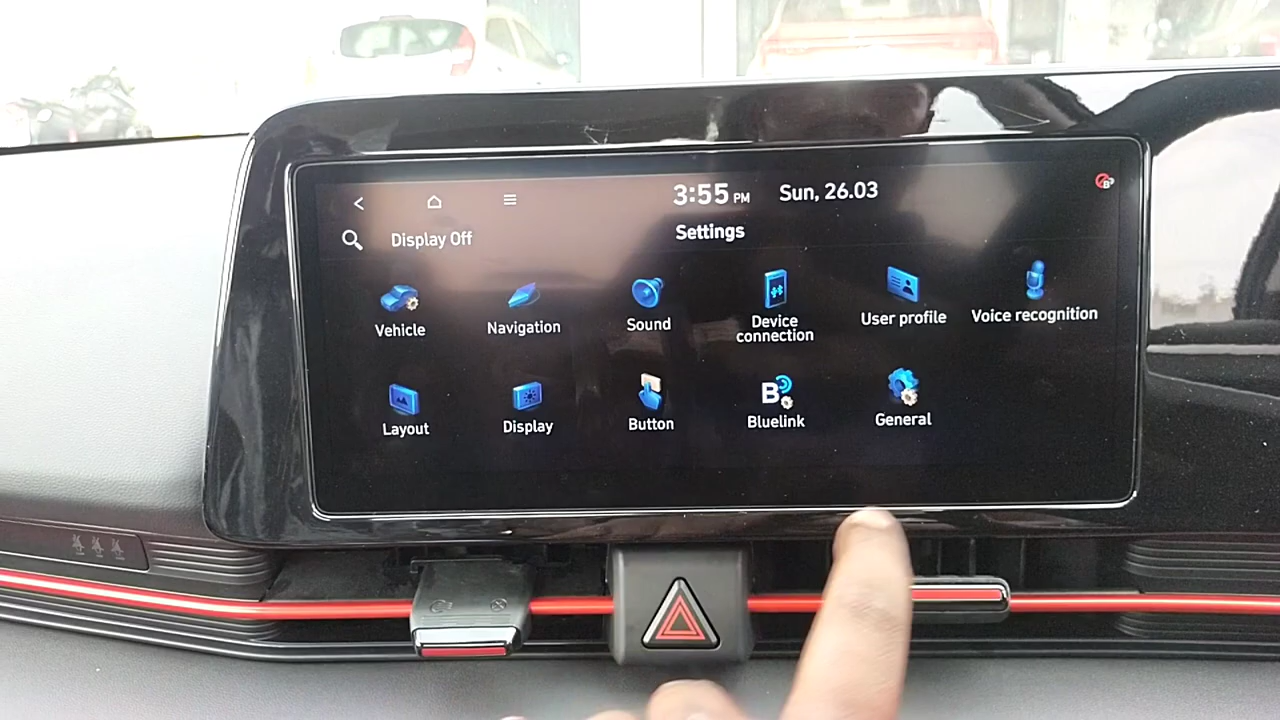 3:55 PM Sun, 26.03
Display Off Settings
Vehicle Navigation Sound Device connection User profile Voice recognition
Layout Display Button Bluelink General